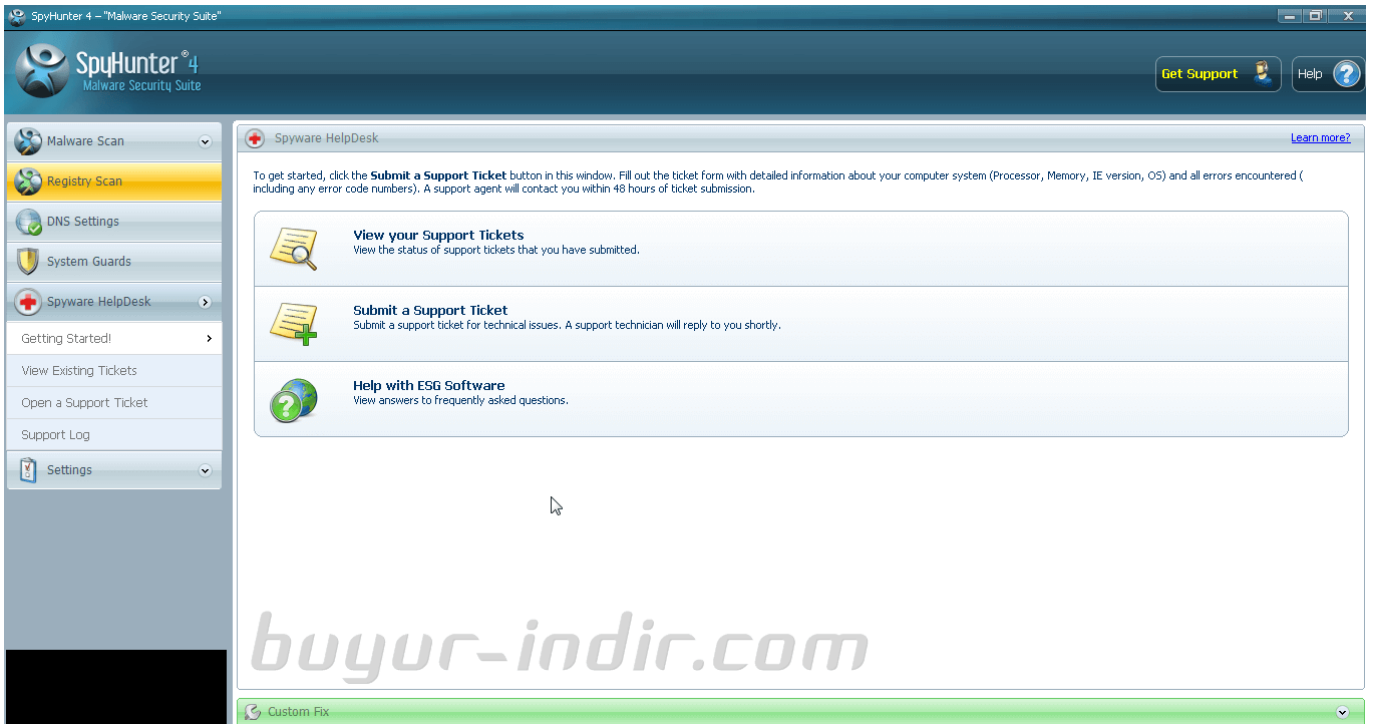 SpyHunter 4 – "Malware Security Suite"
SpyHunter®4
Malware Security Suite
Get Support
Help
Malware Scan
Registry Scan
DNS Settings
System Guards
Spyware HelpDesk
Getting Started!
View Existing Tickets
Open a Support Ticket
Support Log
Settings
Spyware HelpDesk
Learn more?
To get started, click the Submit a Support Ticket button in this window. Fill out the ticket form with detailed information about your computer system (Processor, Memory, IE version, OS) and all errors encountered (
including any error code numbers). A support agent will contact you within 48 hours of ticket submission.
View your Support Tickets
View the status of support tickets that you have submitted.
Submit a Support Ticket
Submit a support ticket for technical issues. A support technician will reply to you shortly.
Help with ESG Software
View answers to frequently asked questions.
buyur-indir.com
Custom Fix